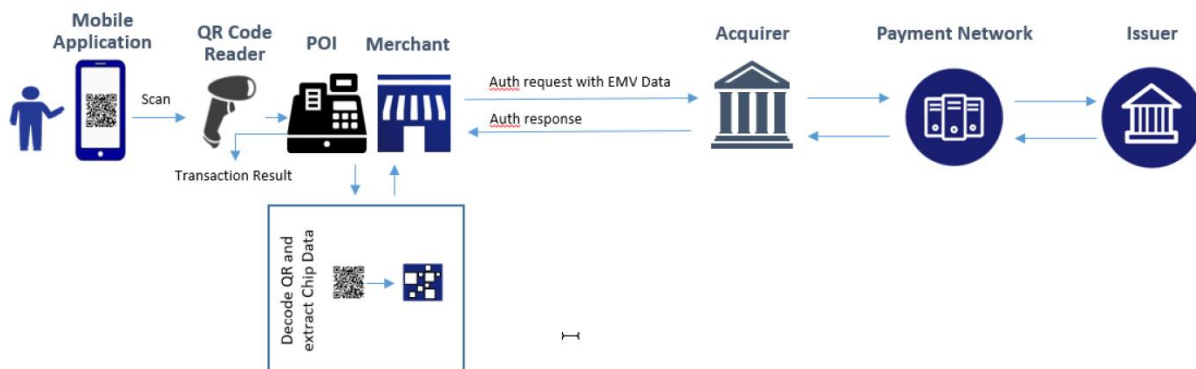 Mobile
Application
QR Code
Reader
POI
Merchant
Acquirer
Payment Network
Issuer
Scan
Auth request with EMV Data
Auth response
Transaction Result
Decode QR and
extract Chip Data